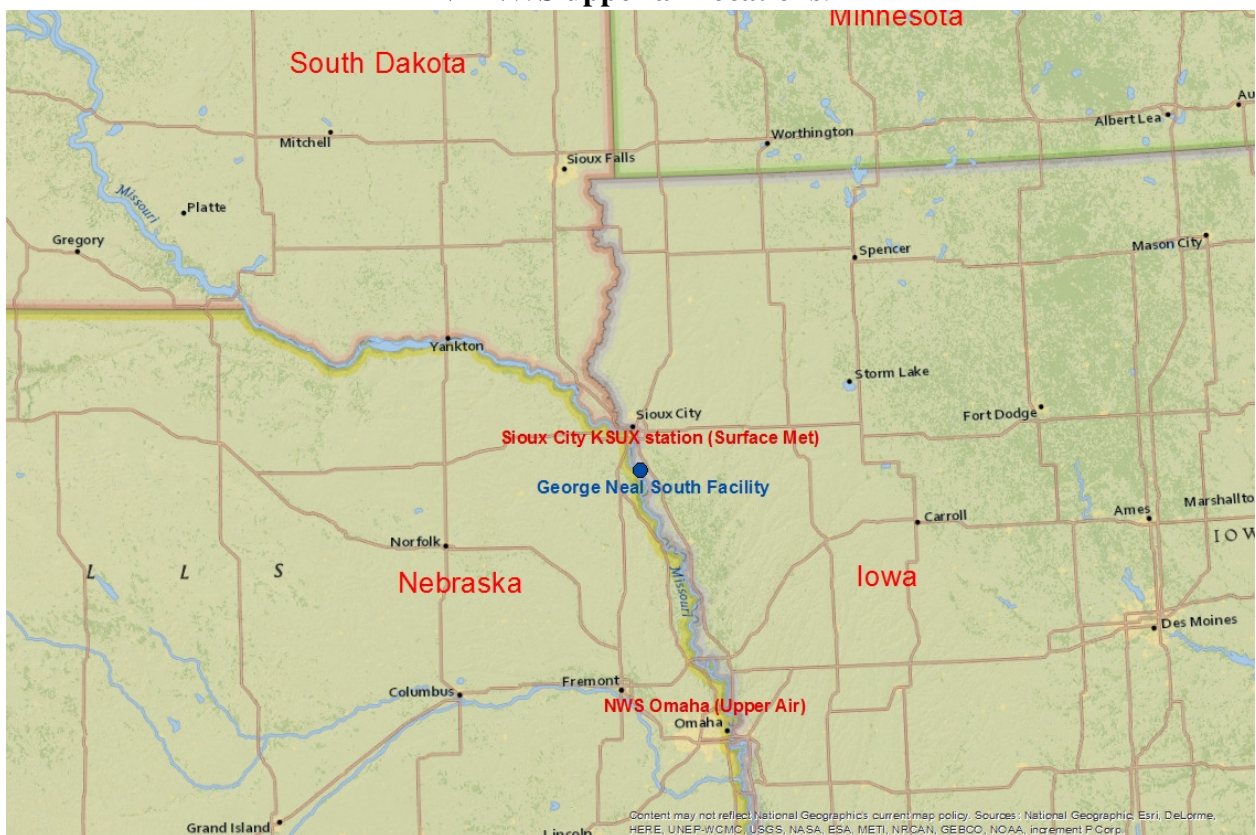 upper
Minnesota
South Dakota
Albert Lea
Au
Mitchell
Worthington
Sioux Falls
Missouri
Platte
Gregory
Spencer
Mason City
Yankton
Storm Lake
Sioux City
Fort Dodge
Sioux City KSUX station (Surface Met)
George Neal South Facility
Marshallto
Ames
Carroll
IOW
Norfolk
L L S
Nebraska
Missouri
Iowa
Des Moines
Fremont
Columbus
NWS Omaha (Upper Air)
Omaha
Grand Island
Lincoln
Content may not reflect National Geographic's current map policy. Sources: National Geographic, Esri, DeLorme,
HERE, UNEP-WCMC, USGS, NASA, ESA, METI, NRCAN, GEBCO, NOAA, increment P Corp.